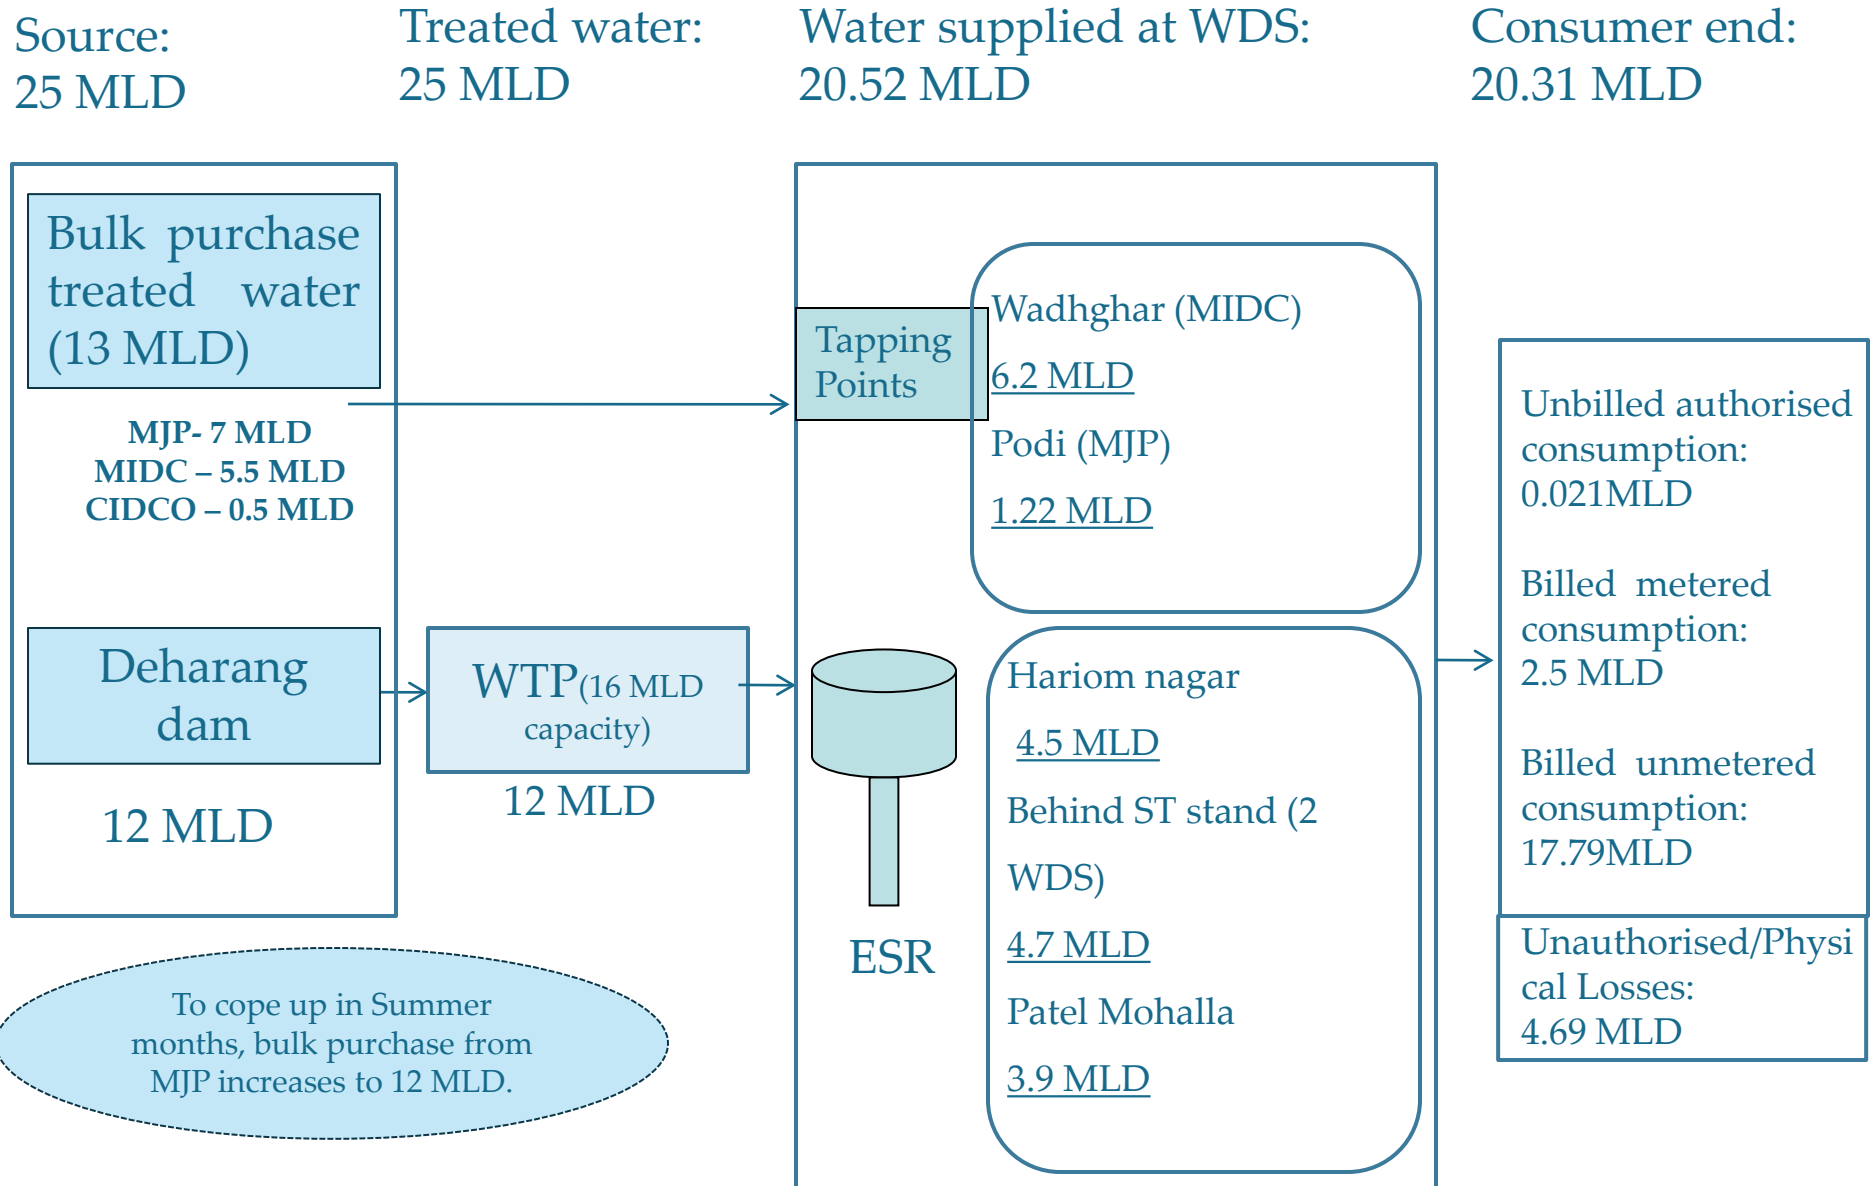 Source:
25 MLD
Treated water:
25 MLD
Water supplied at WDS:
20.52 MLD
Consumer end:
20.31 MLD
Bulk purchase
treated water
(13 MLD)
MJP- 7 MLD
MIDC – 5.5 MLD
CIDCO – 0.5 MLD
Deharang
dam
12 MLD
WTP(16 MLD
capacity)
12 MLD
Tapping
Points
Wadhghar (MIDC)
6.2 MLD
Podi (MJP)
1.22 MLD
ESR
Hariom nagar
4.5 MLD
Behind ST stand (2
WDS)
4.7 MLD
Patel Mohalla
3.9 MLD
Unbilled authorised
consumption:
0.021MLD
Billed metered
consumption:
2.5 MLD
Billed unmetered
consumption:
17.79MLD
Unauthorised/Physi
cal Losses:
4.69 MLD
To cope up in Summer
months, bulk purchase from
MJP increases to 12 MLD.